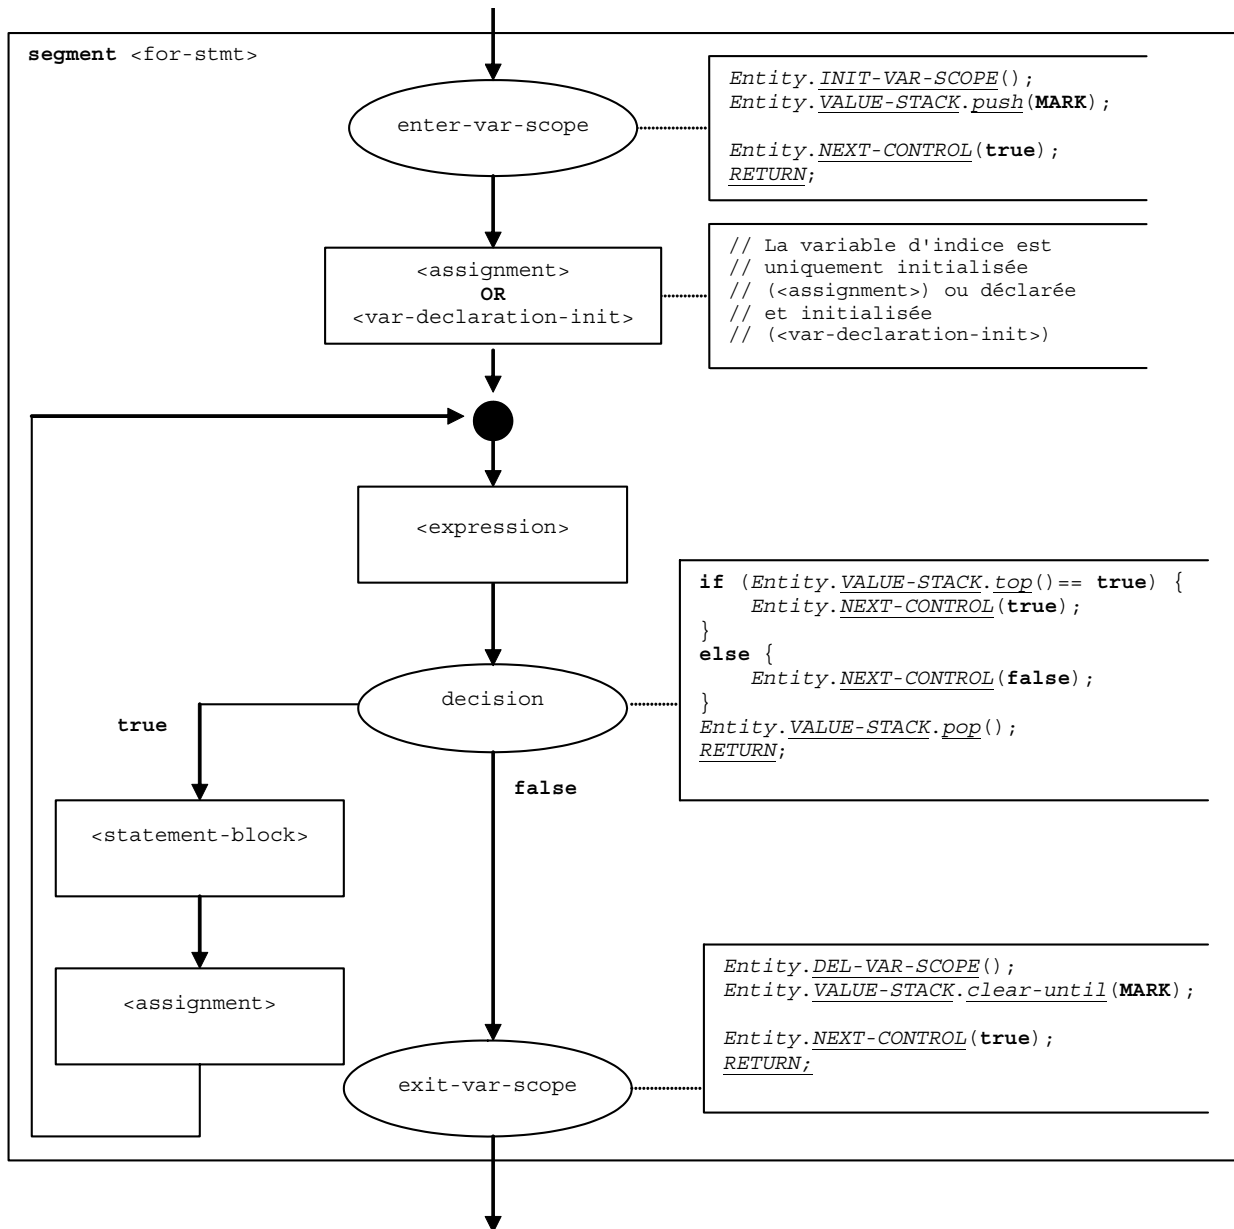 segment <for-stmt>
enter-var-scope
Entity.INIT-VAR-SCOPE();
Entity.VALUE-STACK.push(MARK);
Entity.NEXT-CONTROL(true);
RETURN;
<assignment>
OR
<var-declaration-init>
// La variable d'indice est
// uniquement initialisée
// (<assignment>) ou déclarée
// et initialisée
// (<var-declaration-init>)
<expression>
decision
if (Entity.VALUE-STACK.top()== true) {
Entity.NEXT-CONTROL(true);
}
else {
Entity.NEXT-CONTROL(false);
}
Entity.VALUE-STACK.pop();
RETURN;
true
false
<statement-block>
<assignment>
exit-var-scope
Entity.DEL-VAR-SCOPE();
Entity.VALUE-STACK.clear-until(MARK);
Entity.NEXT-CONTROL(true);
RETURN;